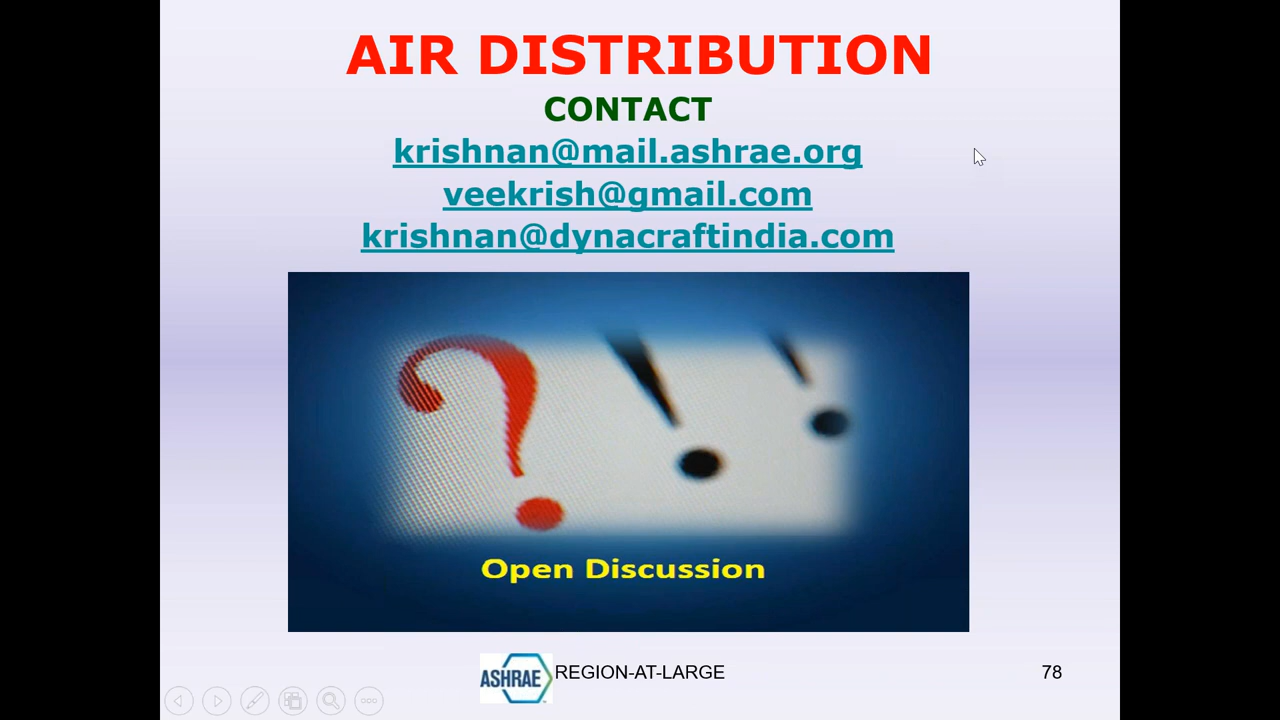 AIR DISTRIBUTION
CONTACT
krishnan@mail.ashrae.org
veekrish@gmail.com
krishnan@dynacraftindia.com
? ! !
Open Discussion
ASHRAE REGION-AT-LARGE 78